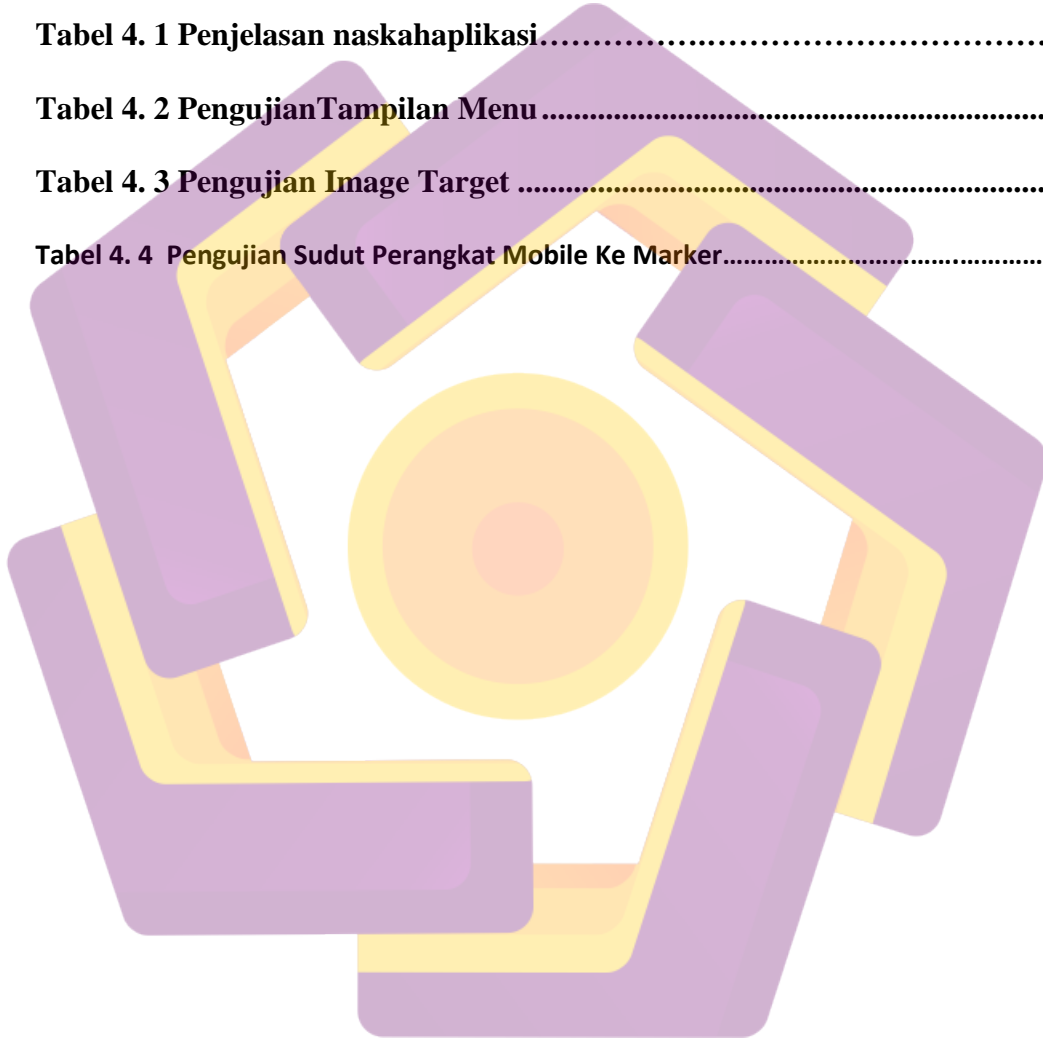 Tabel 4. 1 Penjelasan naskahaplikasi……………..……………………………………
Tabel 4. 2 PengujianTampilan Menu...........................................................................
Tabel 4. 3 Pengujian Image Target ..............................................................................
Tabel 4. 4  Pengujian Sudut Perangkat Mobile Ke Marker……………………………………………